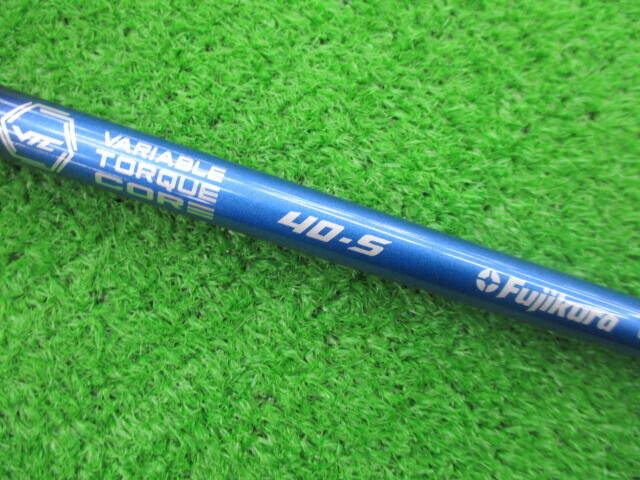 VTC
VARIABLE
TORQUE
CORE
40-S
Fujikura